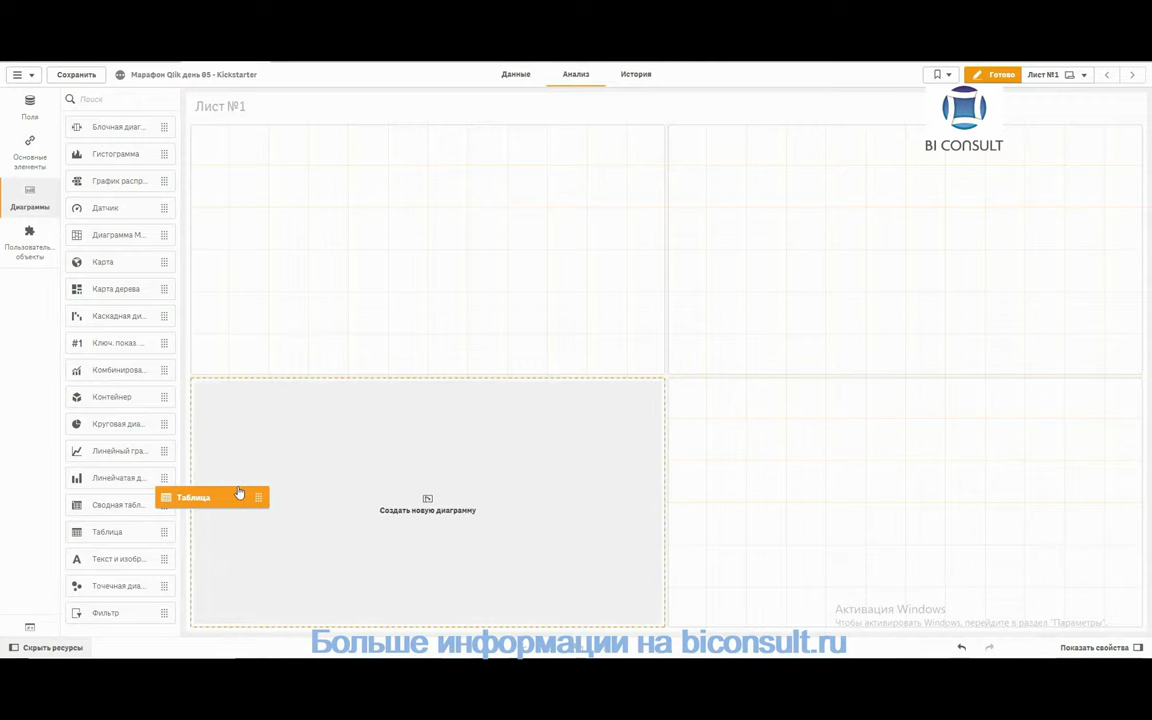 Сохранить
Марафон Qlik день 05 - Kickstarter
Данные
Анализ
История
Готово
Лист №1
Поля
Основные
элементы
Диаграммы
Пользователь...
объекты
Поиск
Блочная диаг...
Гистограмма
График распр...
Датчик
Диаграмма М...
Карта
Карта дерева
Каскадная ди...
#1 Ключ. показ. ...
Комбинирова...
Контейнер
Круговая диа...
Линейный гра...
Линейчатая д...
Сводная табл...
Таблица
Таблица
Текст и изобр...
Точечная диа...
Фильтр
Лист №1
BI CONSULT
Создать новую диаграмму
Активация Windows
Чтобы активировать Windows, перейдите в раздел "Параметры".
Больше информации на biconsult.ru
Скрыть ресурсы
Показать свойства